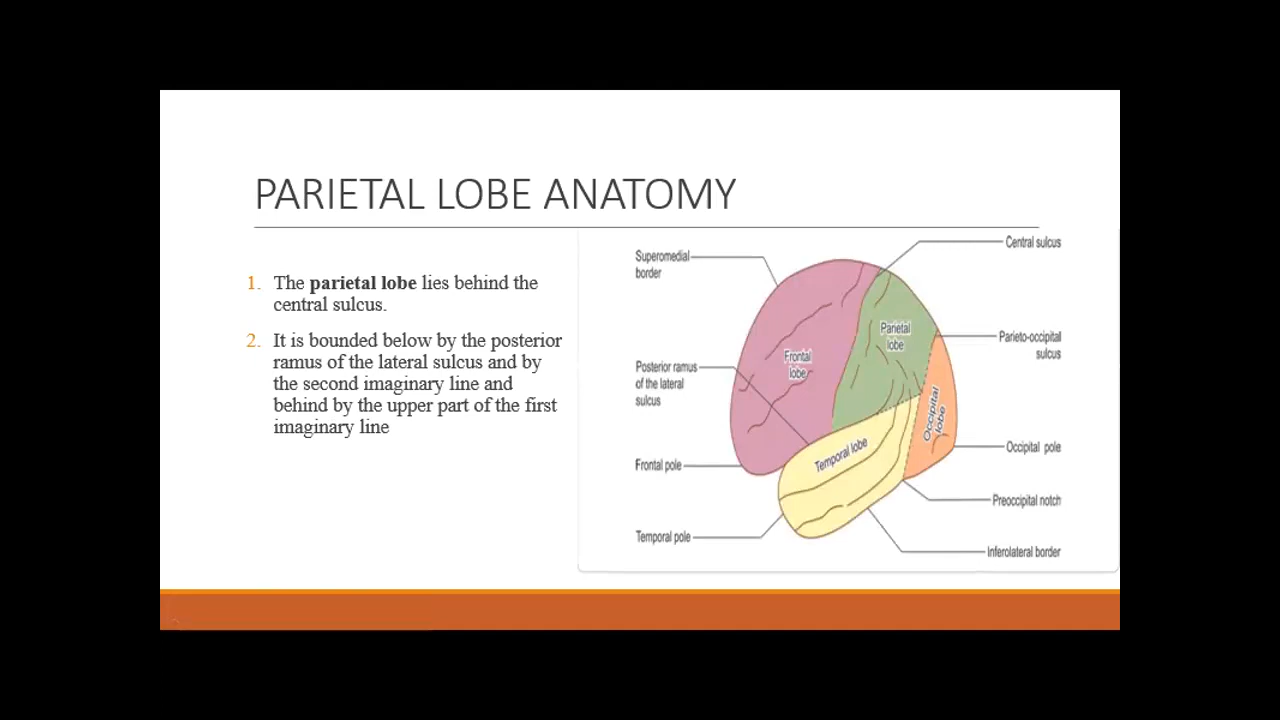 PARIETAL LOBE ANATOMY
1. The parietal lobe lies behind the
central sulcus.
2. It is bounded below by the posterior
ramus of the lateral sulcus and by
the second imaginary line and
behind by the upper part of the first
imaginary line
Superomedial
border
Posterior ramus
of the lateral
sulcus
Frontal pole
Temporal pole
Frontal
lobe
Parietal
lobe
Temporal lobe
Occipital
lobe
Central sulcus
Parieto-occipital
sulcus
Occipital pole
Preoccipital notch
Inferolateral border